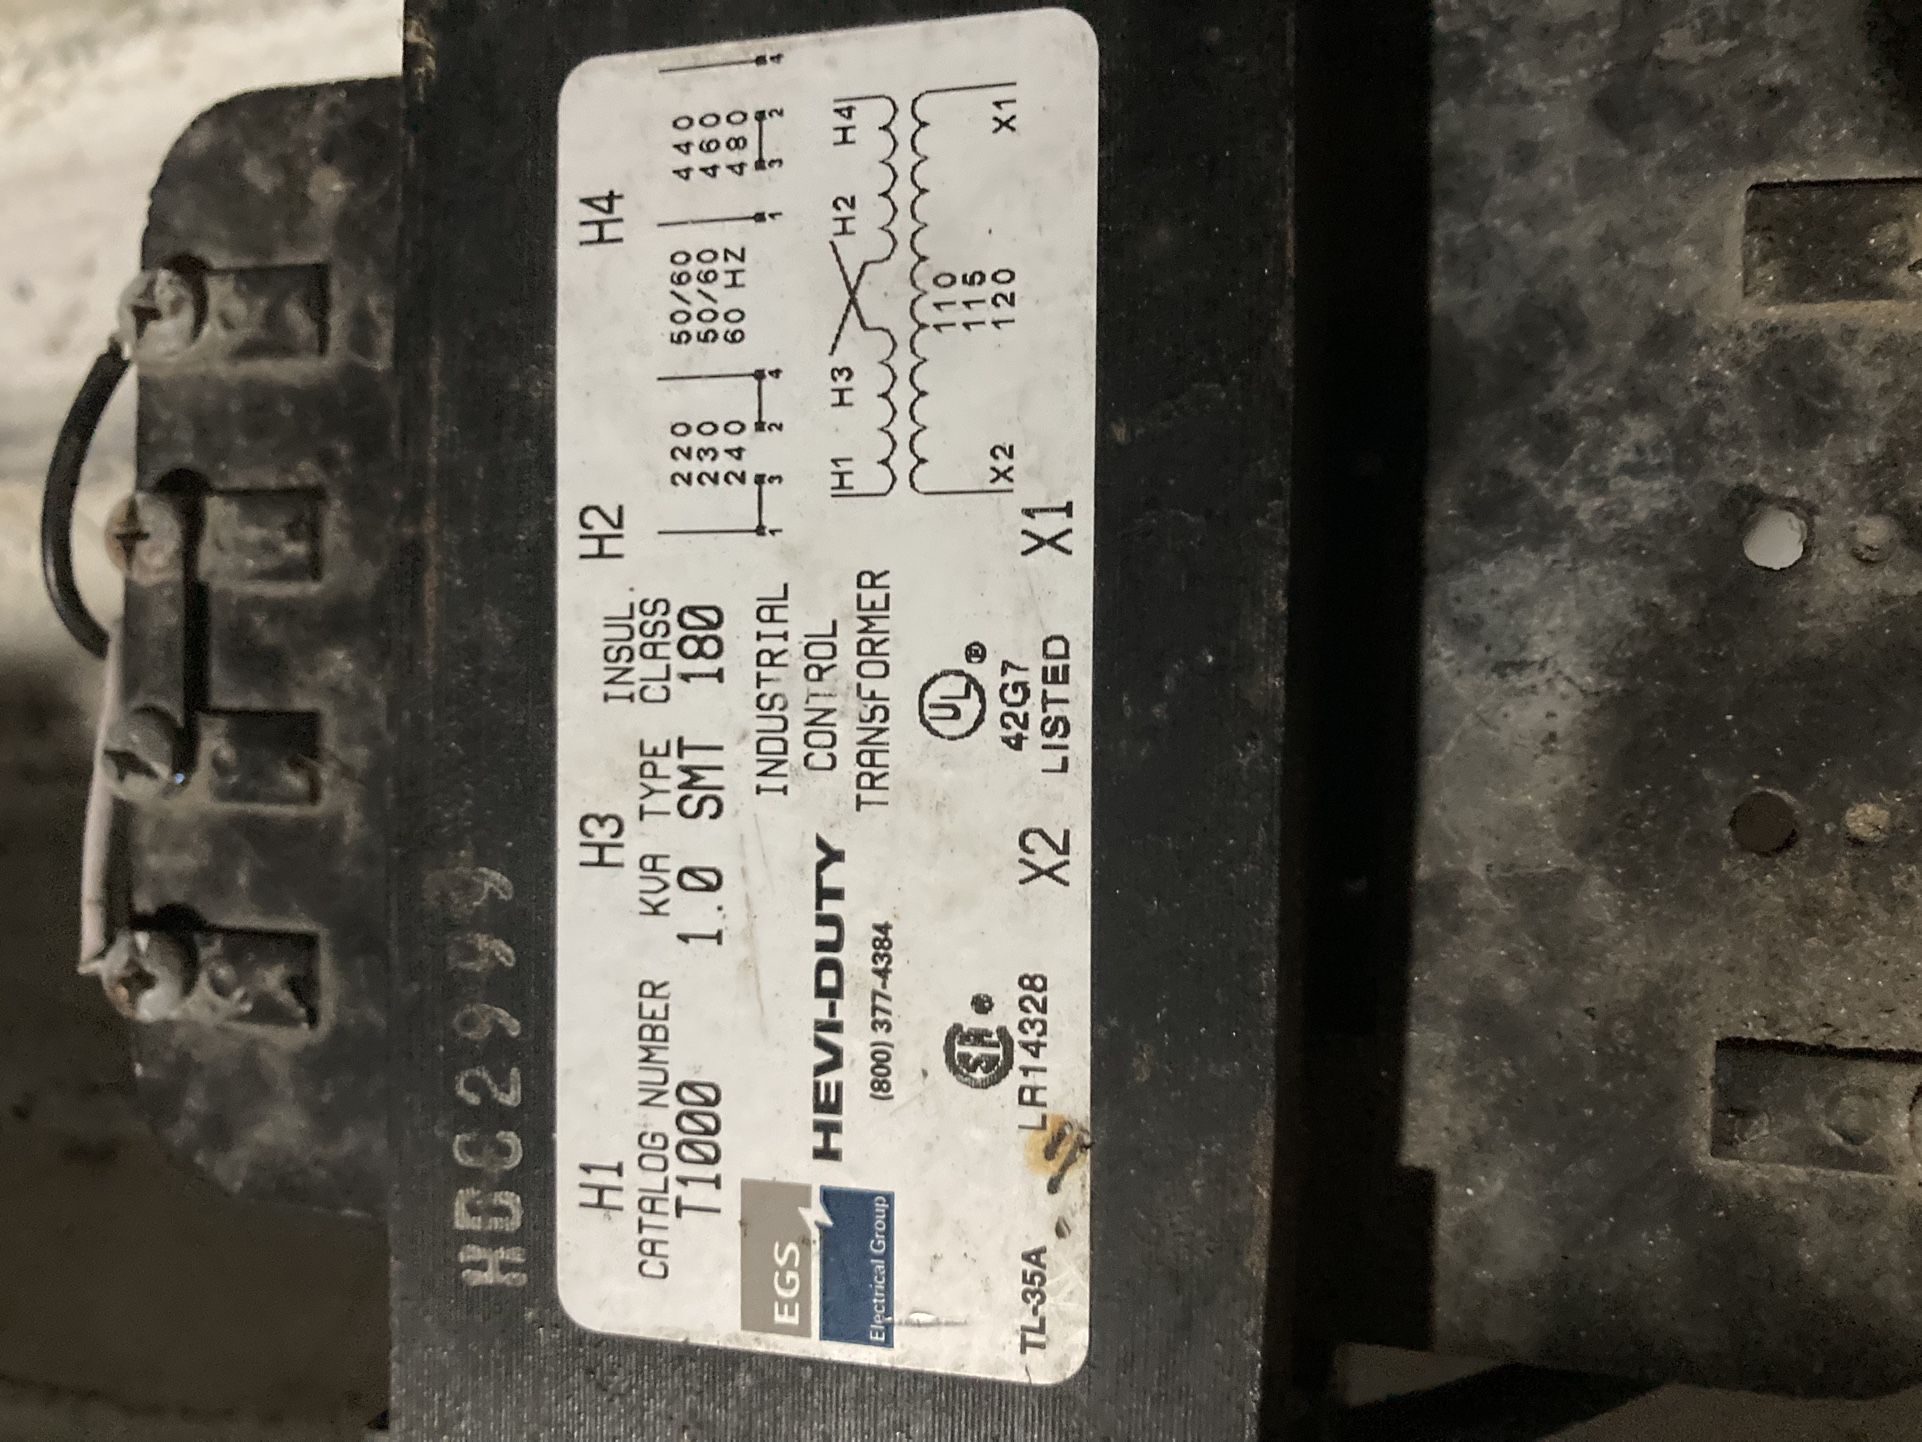 HDC2999
H1 H3 H2 H4
CATALOG NUMBER KVA TYPE INSUL. CLASS
T1000 1.0 SMT 180
220 50/60 440
230 50/60 460
240 60 HZ 480
1 3 2 4 1 3 2 4
EGS
Electrical Group
HEVI-DUTY
(800) 377-4384
INDUSTRIAL
CONTROL
TRANSFORMER
H1 H3 H2 H4
110
115
120
X2 X1
SA ®
LR14328
UL ®
42G7
LISTED
TL-35A
X2 X1